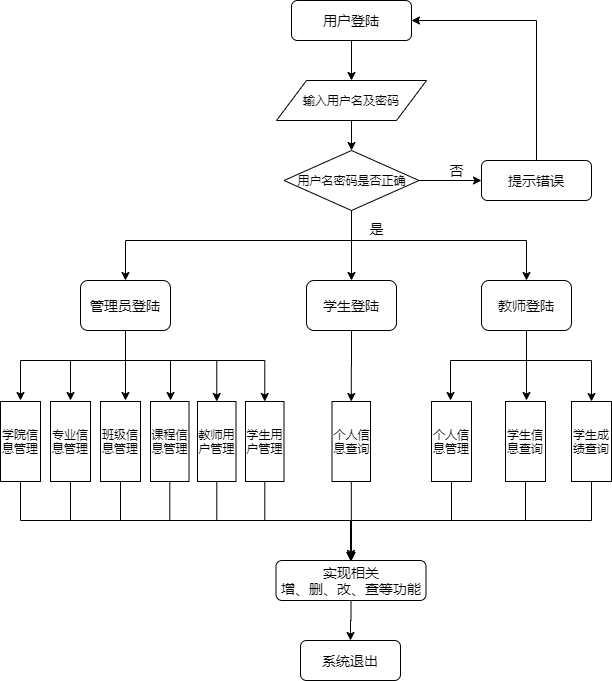 用户登陆
输入用户名及密码
用户名密码是否正确
否
提示错误
是
管理员登陆
学生登陆
教师登陆
学院信
息管理
专业信
息管理
班级信
息管理
课程信
息管理
教师用
户管理
学生用
户管理
个人信
息查询
个人信
息管理
学生信
息查询
学生成
绩查询
实现相关
增、删、改、查等功能
系统退出